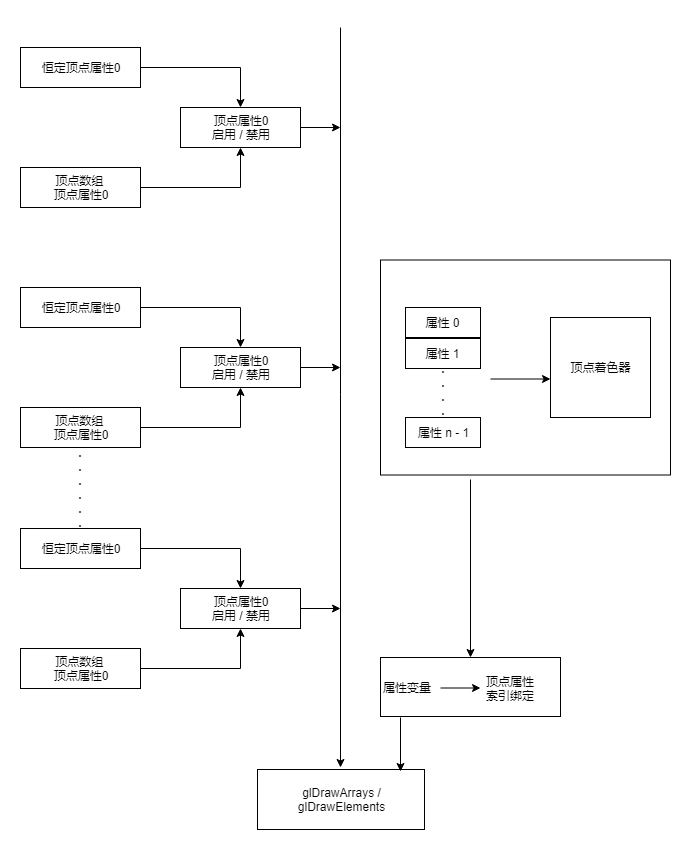 恒定顶点属性0
顶点属性0
启用 / 禁用
顶点数组
顶点属性0
恒定顶点属性0
顶点属性0
启用 / 禁用
顶点数组
顶点属性0
恒定顶点属性0
顶点属性0
启用 / 禁用
顶点数组
顶点属性0
属性 0
属性 1
属性 n - 1
顶点着色器
属性变量
顶点属性
索引绑定
glDrawArrays /
glDrawElements